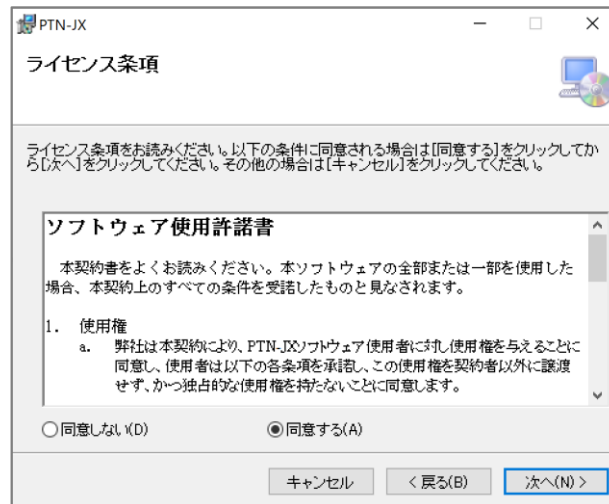 PTN-JX
ライセンス条項
ライセンス条項をお読みください。以下の条件に同意される場合は[同意する]をクリックしてか
ら[次へ]をクリックしてください。その他の場合は[キャンセル]をクリックしてください。
ソフトウェア使用許諾書
本契約書をよくお読みください。本ソフトウェアの全部または一部を使用した
場合、本契約上のすべての条件を受諾したものと見なされます。
1. 使用権
a. 弊社は本契約により、PTN-JXソフトウェア使用者に対し使用権を与えることに
同意し、使用者は以下の各条項を承諾し、この使用権を契約者以外に譲渡
せず、かつ独占的な使用権を持たないことに同意します。
同意しない(D) 同意する(A)
キャンセル < 戻る(B) 次へ(N) >